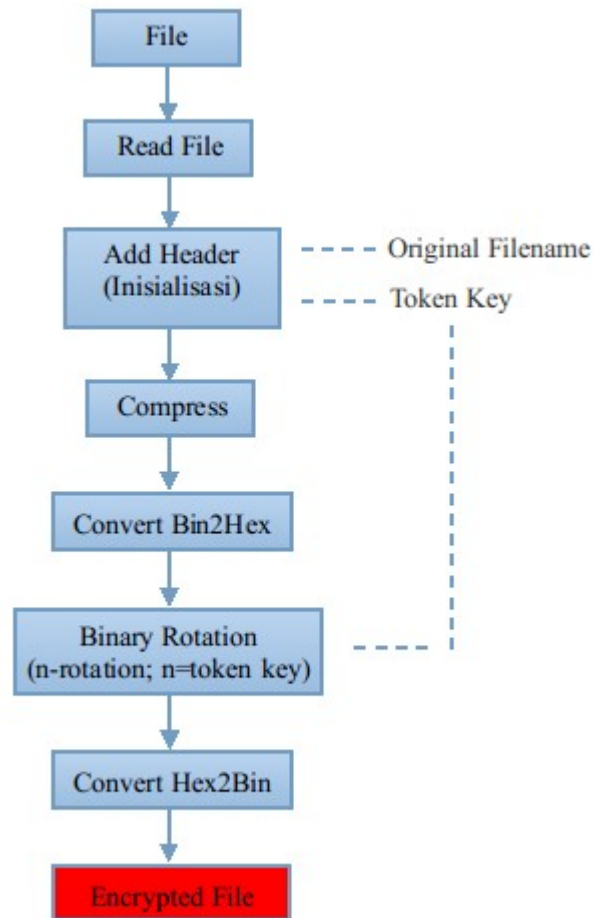 File
Read File
Add Header
(Inisialisasi)
Original Filename
Token Key
Compress
Convert Bin2Hex
Binary Rotation
(n-rotation; n=token key)
Convert Hex2Bin
Encrypted File